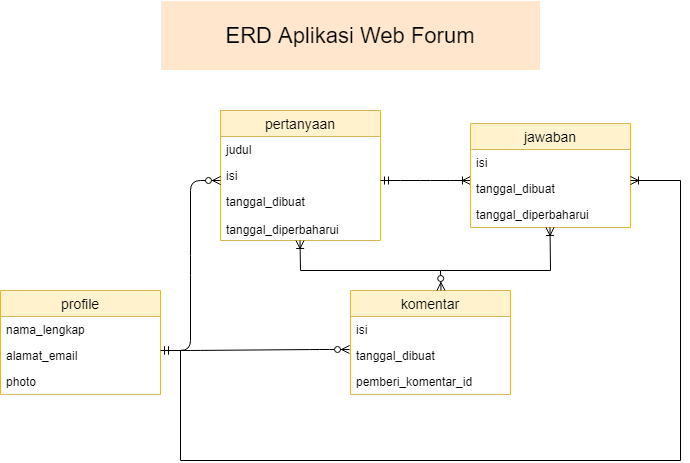 ERD Aplikasi Web Forum
pertanyaan
judul
isi
tanggal_dibuat
tanggal_diperbaharui
jawaban
isi
tanggal_dibuat
tanggal_diperbaharui
profile
nama_lengkap
alamat_email
photo
komentar
isi
tanggal_dibuat
pemberi_komentar_id